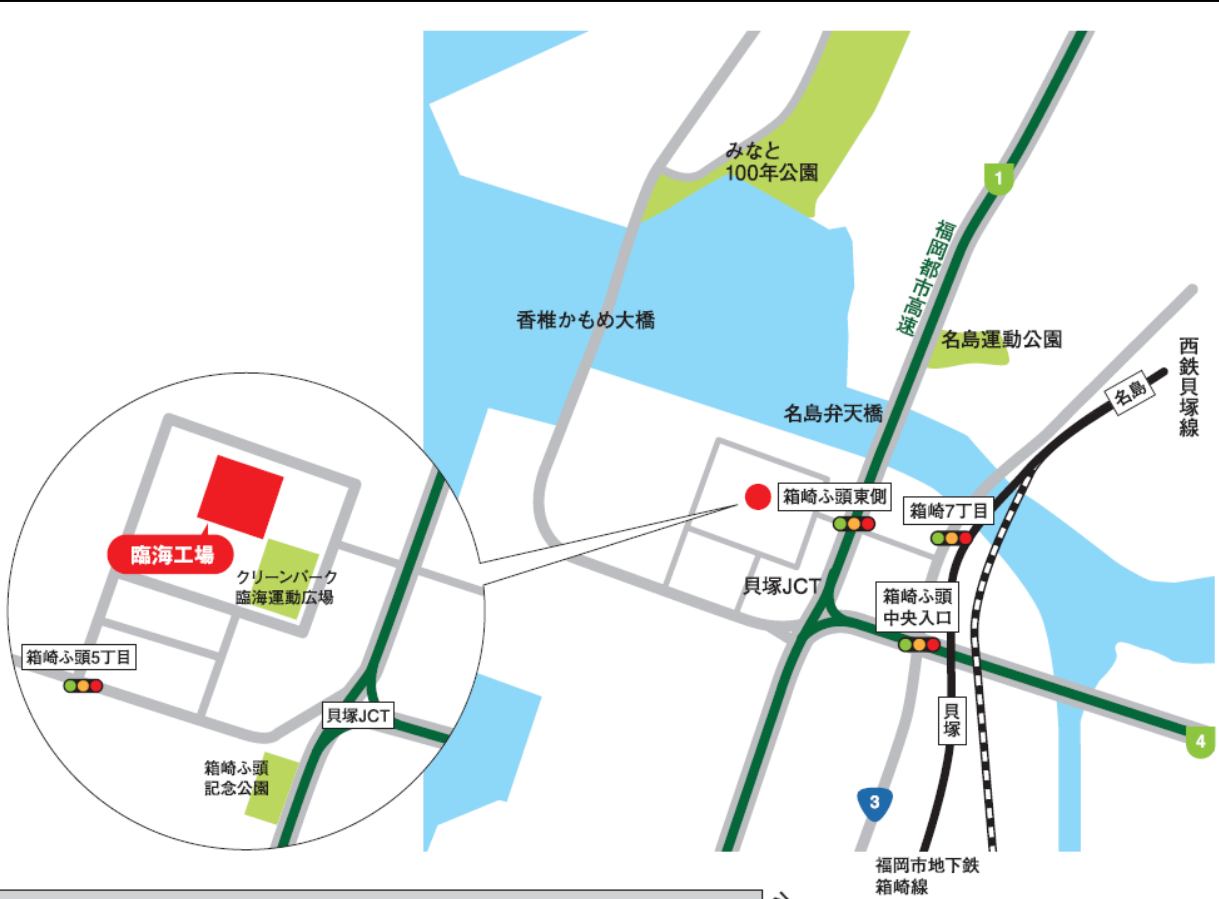 みなと
100年公園
1
福岡都市高速
香椎かもめ大橋
名島運動公園
西鉄貝塚線
名島
名島弁天橋
箱崎ふ頭東側
箱崎7丁目
臨海工場
クリーンパーク
臨海運動広場
貝塚JCT
箱崎ふ頭
中央入口
箱崎ふ頭5丁目
貝塚JCT
貝塚
4
箱崎ふ頭
記念公園
3
福岡市地下鉄
箱崎線